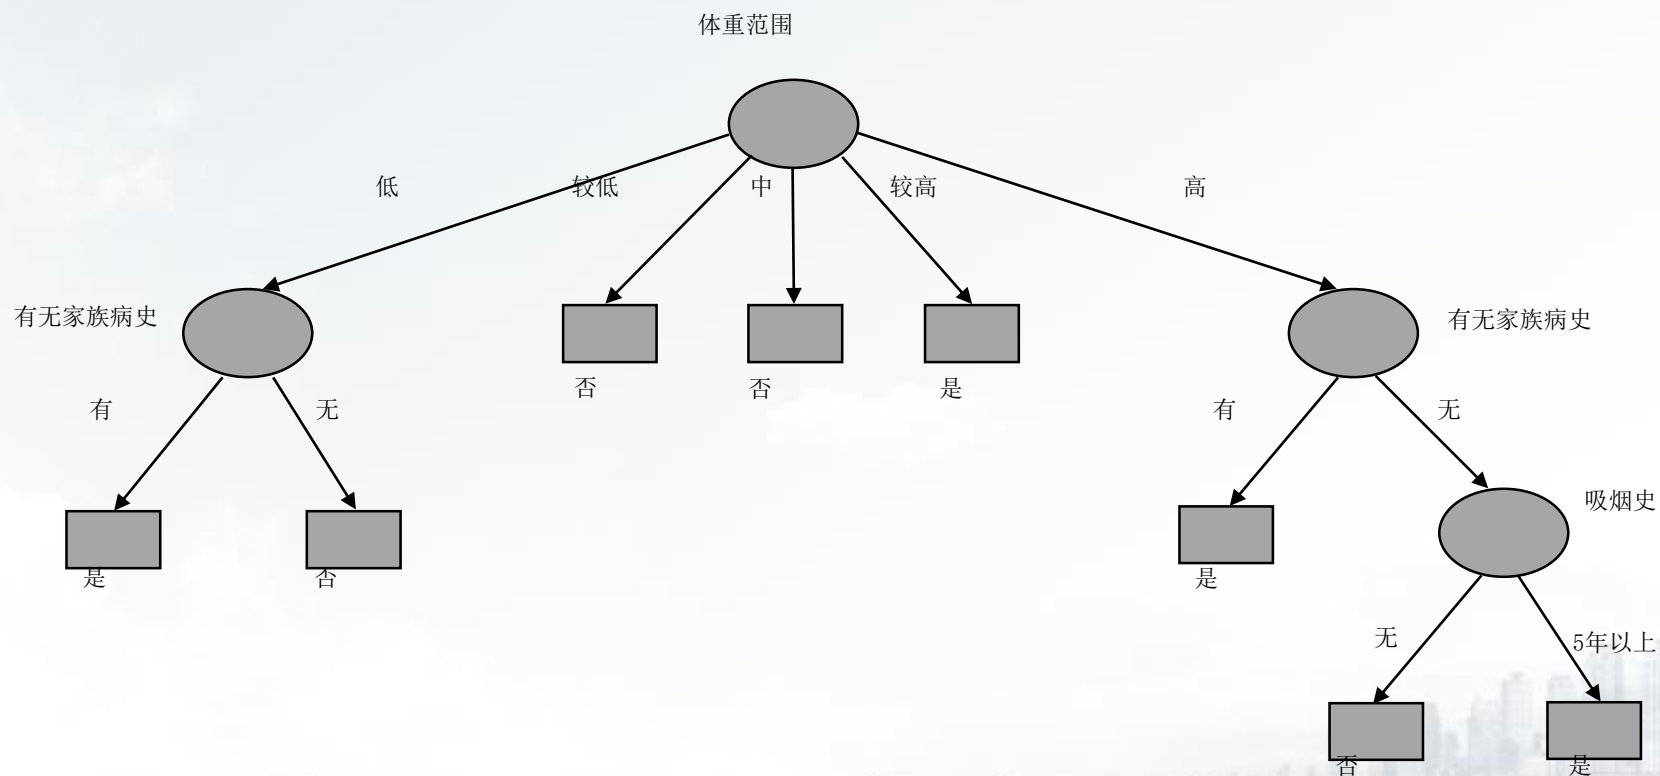 体重范围
低
较低
中
较高
高
有无家族病史
有无家族病史
否
否
是
有
无
有
无
吸烟史
是
否
是
无
5年以上
否
是